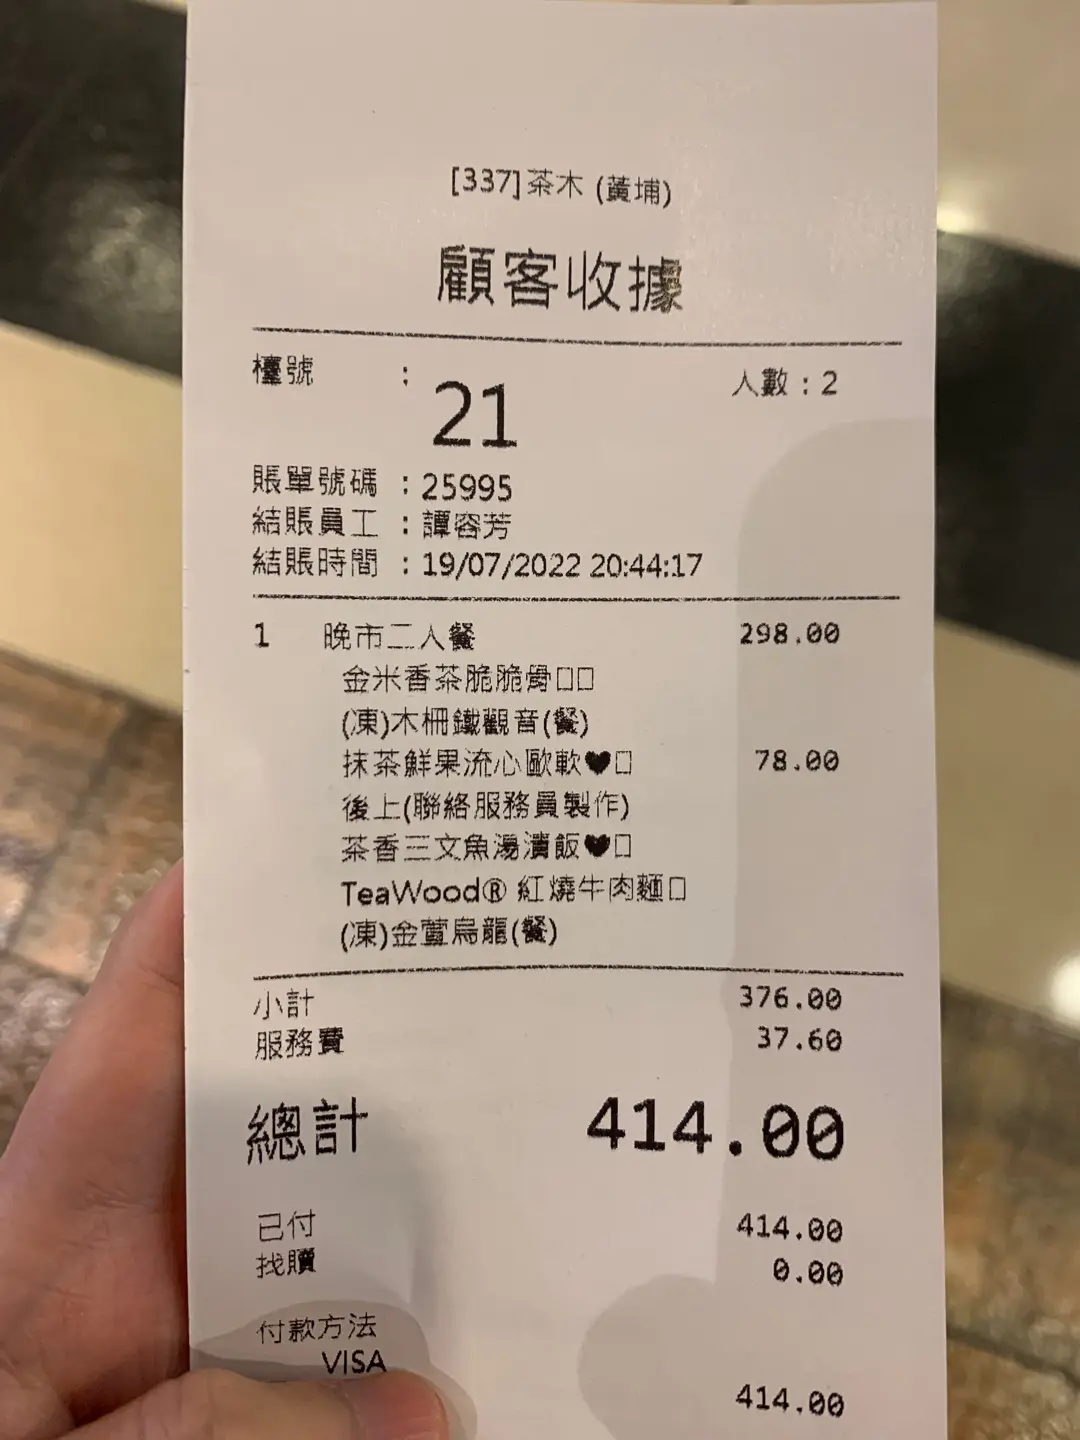 [337]茶木 (黃埔)
顧客收據
檯號 : 21 人數 : 2
賬單號碼 : 25995
結賬員工 : 譚容芳
結賬時間 : 19/07/2022 20:44:17
1 晚市二人餐 298.00
金米香茶脆脆骨□□
(凍)木柵鐵觀音(餐)
抹茶鮮果流心歐軟♥□ 78.00
後上(聯絡服務員製作)
茶香三文魚湯漬飯♥□
TeaWood® 紅燒牛肉麵□
(凍)金萱烏龍(餐)
小計 376.00
服務費 37.60
總計 414.00
已付 414.00
找贖 0.00
付款方法
VISA
414.00